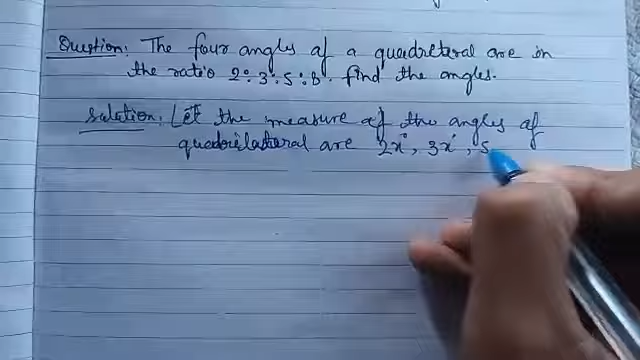 Question: The four angles of a quadreteral are in
the ratio 2:3:5:8. find the angles.
Solution: Let the measure of the angles of
quadrilateral are 2x°, 3x°, 5